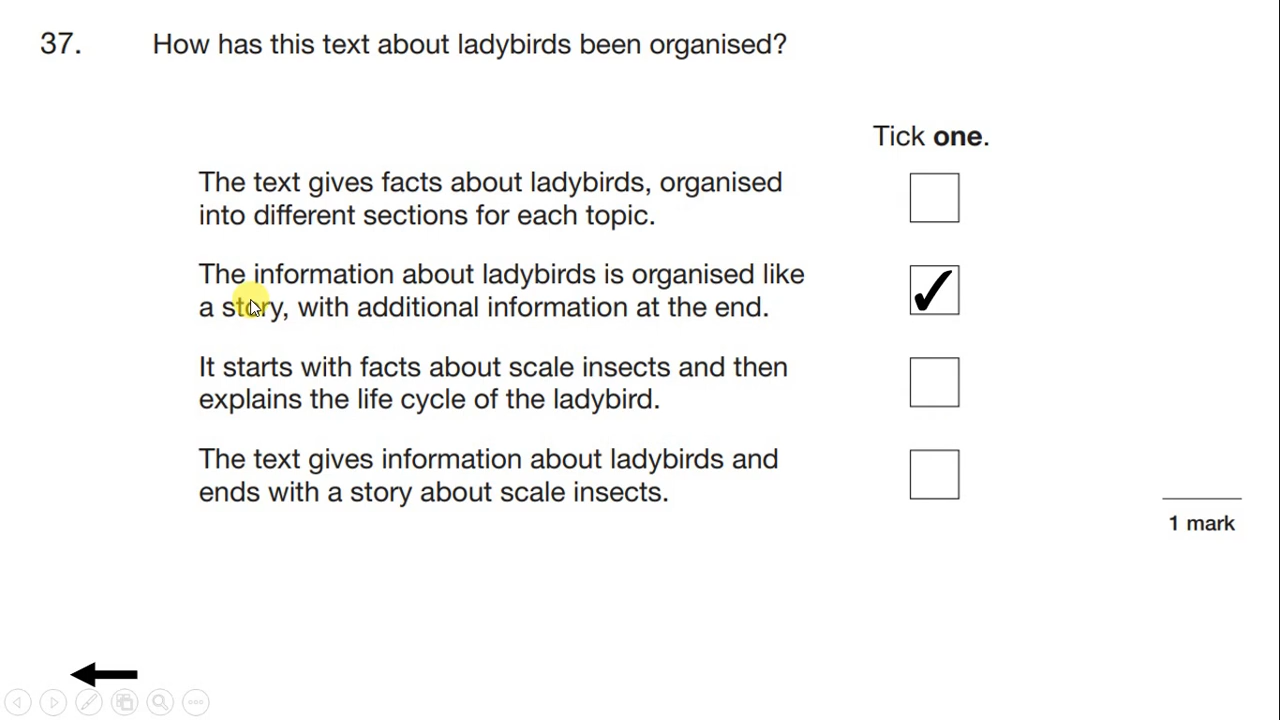 37. How has this text about ladybirds been organised?
Tick one.
The text gives facts about ladybirds, organised
into different sections for each topic.
The information about ladybirds is organised like
a story, with additional information at the end.
It starts with facts about scale insects and then
explains the life cycle of the ladybird.
The text gives information about ladybirds and
ends with a story about scale insects.
1 mark